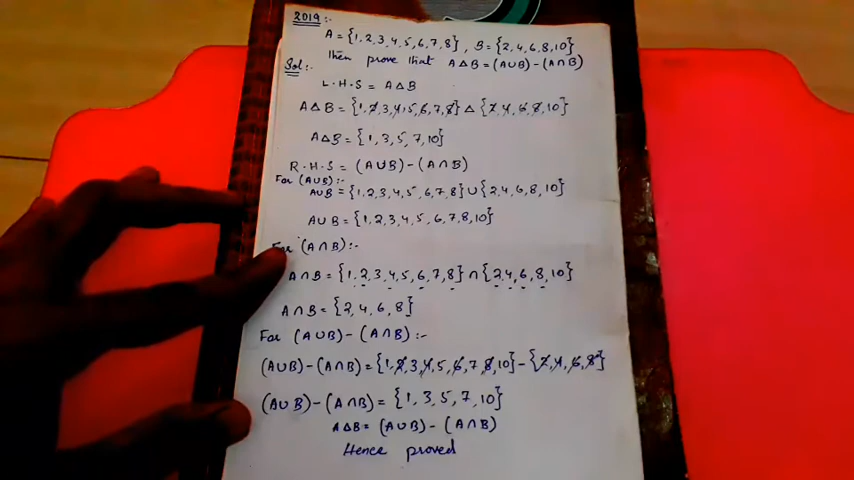 2019:-
A = {1,2,3,4,5,6,7,8}, B = {2,4,6,8,10}
then prove that A∆B = (A∪B) - (A∩B)
Sol:-
L.H.S = A∆B
A∆B = {1,2,3,4,5,6,7,8} ∆ {2,4,6,8,10}
A∆B = {1,3,5,7,10}
R.H.S = (A∪B) - (A∩B)
For (A∪B):-
A∪B = {1,2,3,4,5,6,7,8} ∪ {2,4,6,8,10}
A∪B = {1,2,3,4,5,6,7,8,10}
For (A∩B):-
A∩B = {1,2,3,4,5,6,7,8} ∩ {2,4,6,8,10}
A∩B = {2,4,6,8}
For (A∪B) - (A∩B):-
(A∪B) - (A∩B) = {1,2,3,4,5,6,7,8,10} - {2,4,6,8}
(A∪B) - (A∩B) = {1,3,5,7,10}
A∆B = (A∪B) - (A∩B)
Hence proved